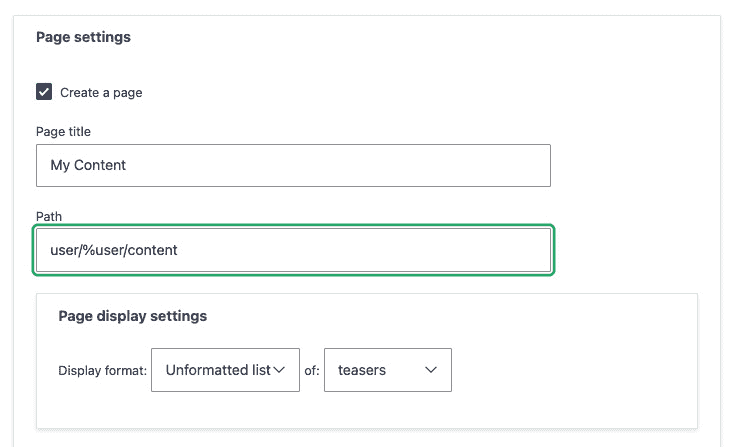 Page settings
Create a page
Page title
My Content
Path
user/%user/content
Page display settings
Display format: Unformatted list of: teasers